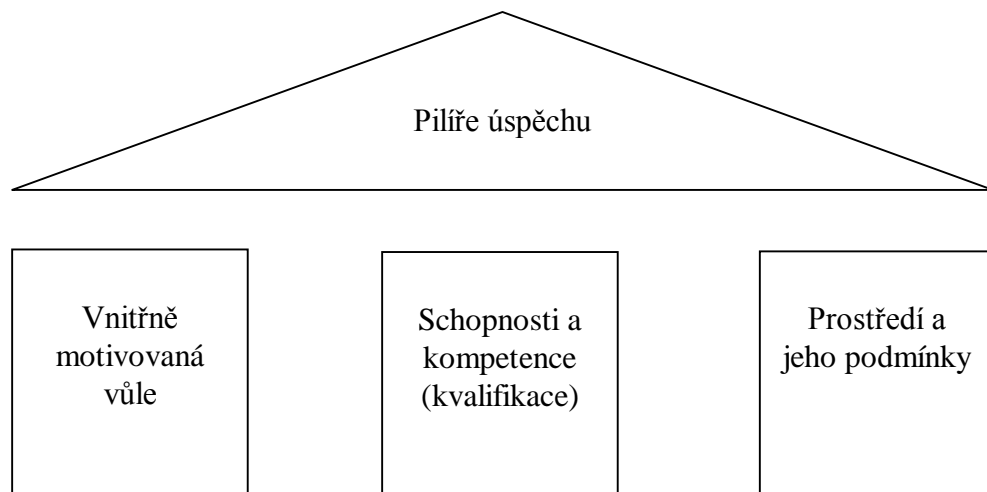 Pilíře úspěchu
Vnitřně
motivovaná
vůle
Schopnosti a
kompetence
(kvalifikace)
Prostředí a
jeho podmínky